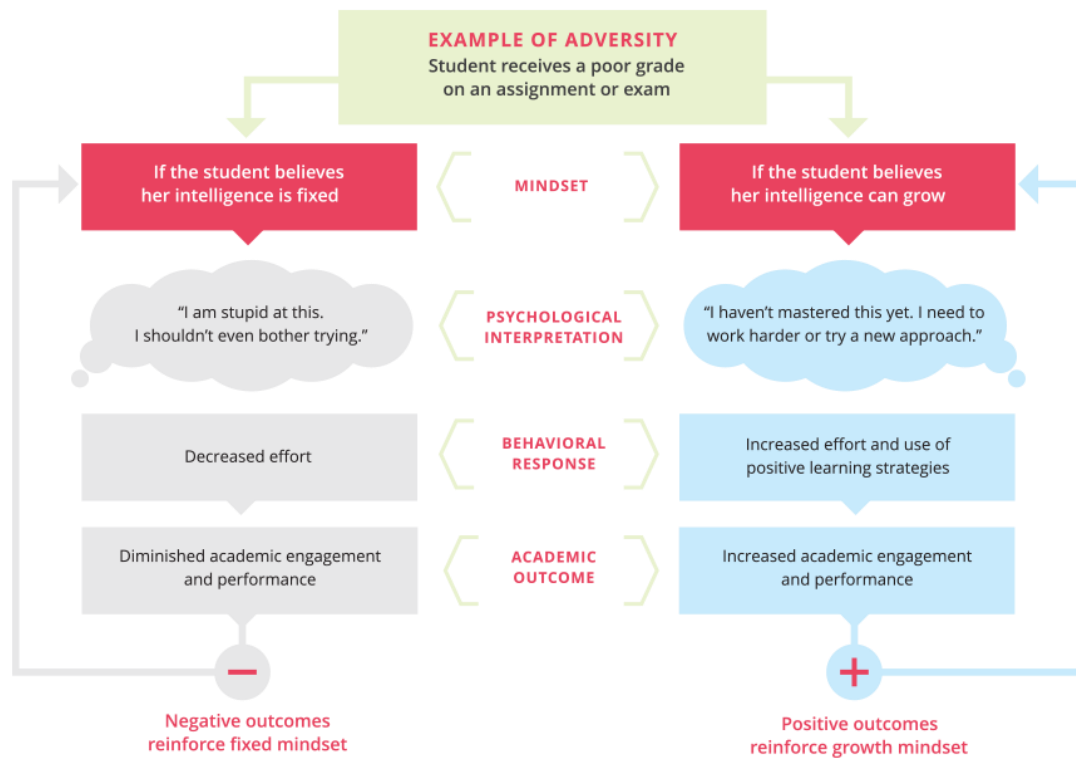 EXAMPLE OF ADVERSITY
Student receives a poor grade
on an assignment or exam
If the student believes
her intelligence is fixed
MINDSET
If the student believes
her intelligence can grow
“I am stupid at this.
I shouldn’t even bother trying.”
PSYCHOLOGICAL
INTERPRETATION
“I haven’t mastered this yet. I need to
work harder or try a new approach.”
Decreased effort
BEHAVIORAL
RESPONSE
Increased effort and use of
positive learning strategies
Diminished academic engagement
and performance
ACADEMIC
OUTCOME
Increased academic engagement
and performance
Negative outcomes
reinforce fixed mindset
Positive outcomes
reinforce growth mindset